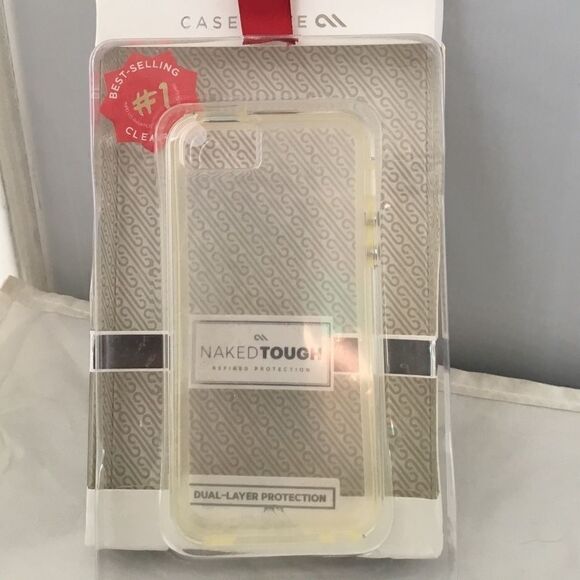 CASE
BEST-SELLING
#1
CLEA
NAKEDTOUGH
REFINED PROTECTION
DUAL-LAYER PROTECTION